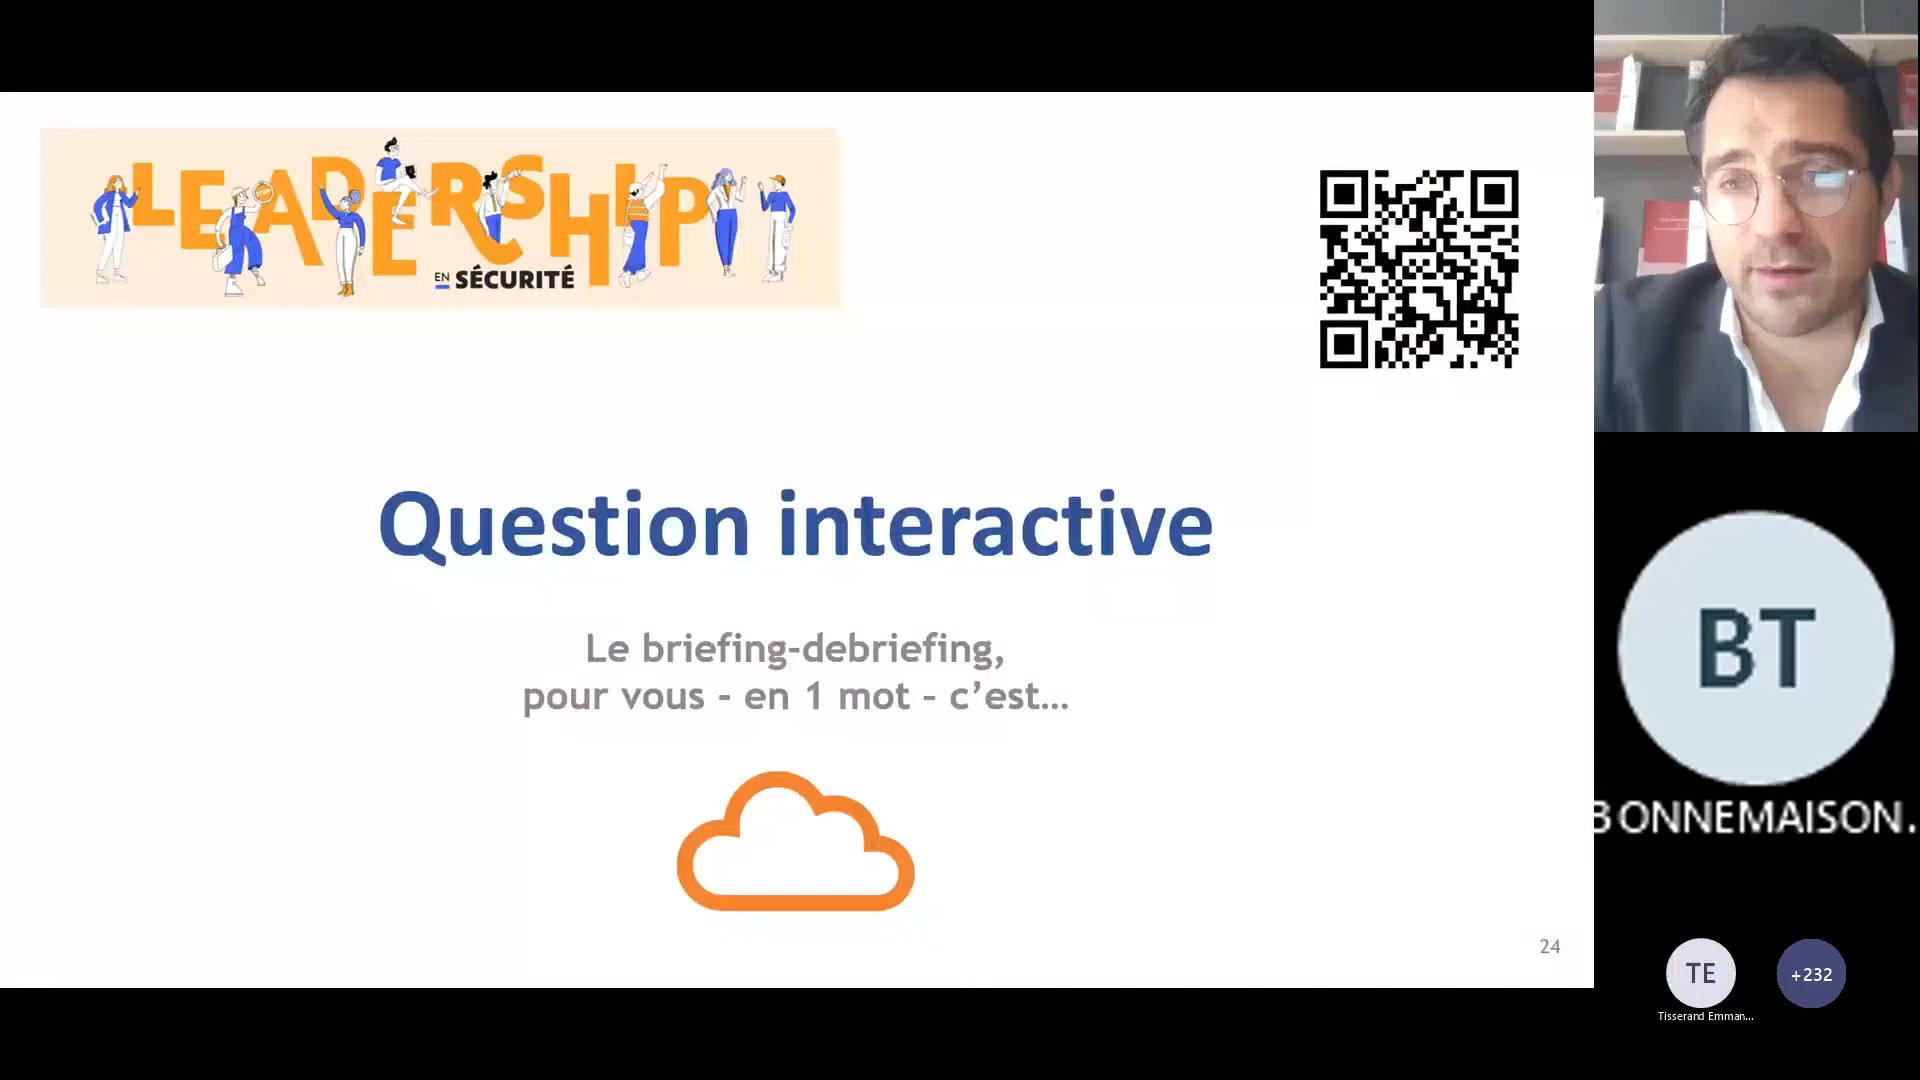 LEADERSHIP
EN SÉCURITÉ
STOP
Question interactive
Le briefing-debriefing,
pour vous - en 1 mot – c’est...
24
BT
BONNEMAISON.
TE
+232
Tisserand Emman...